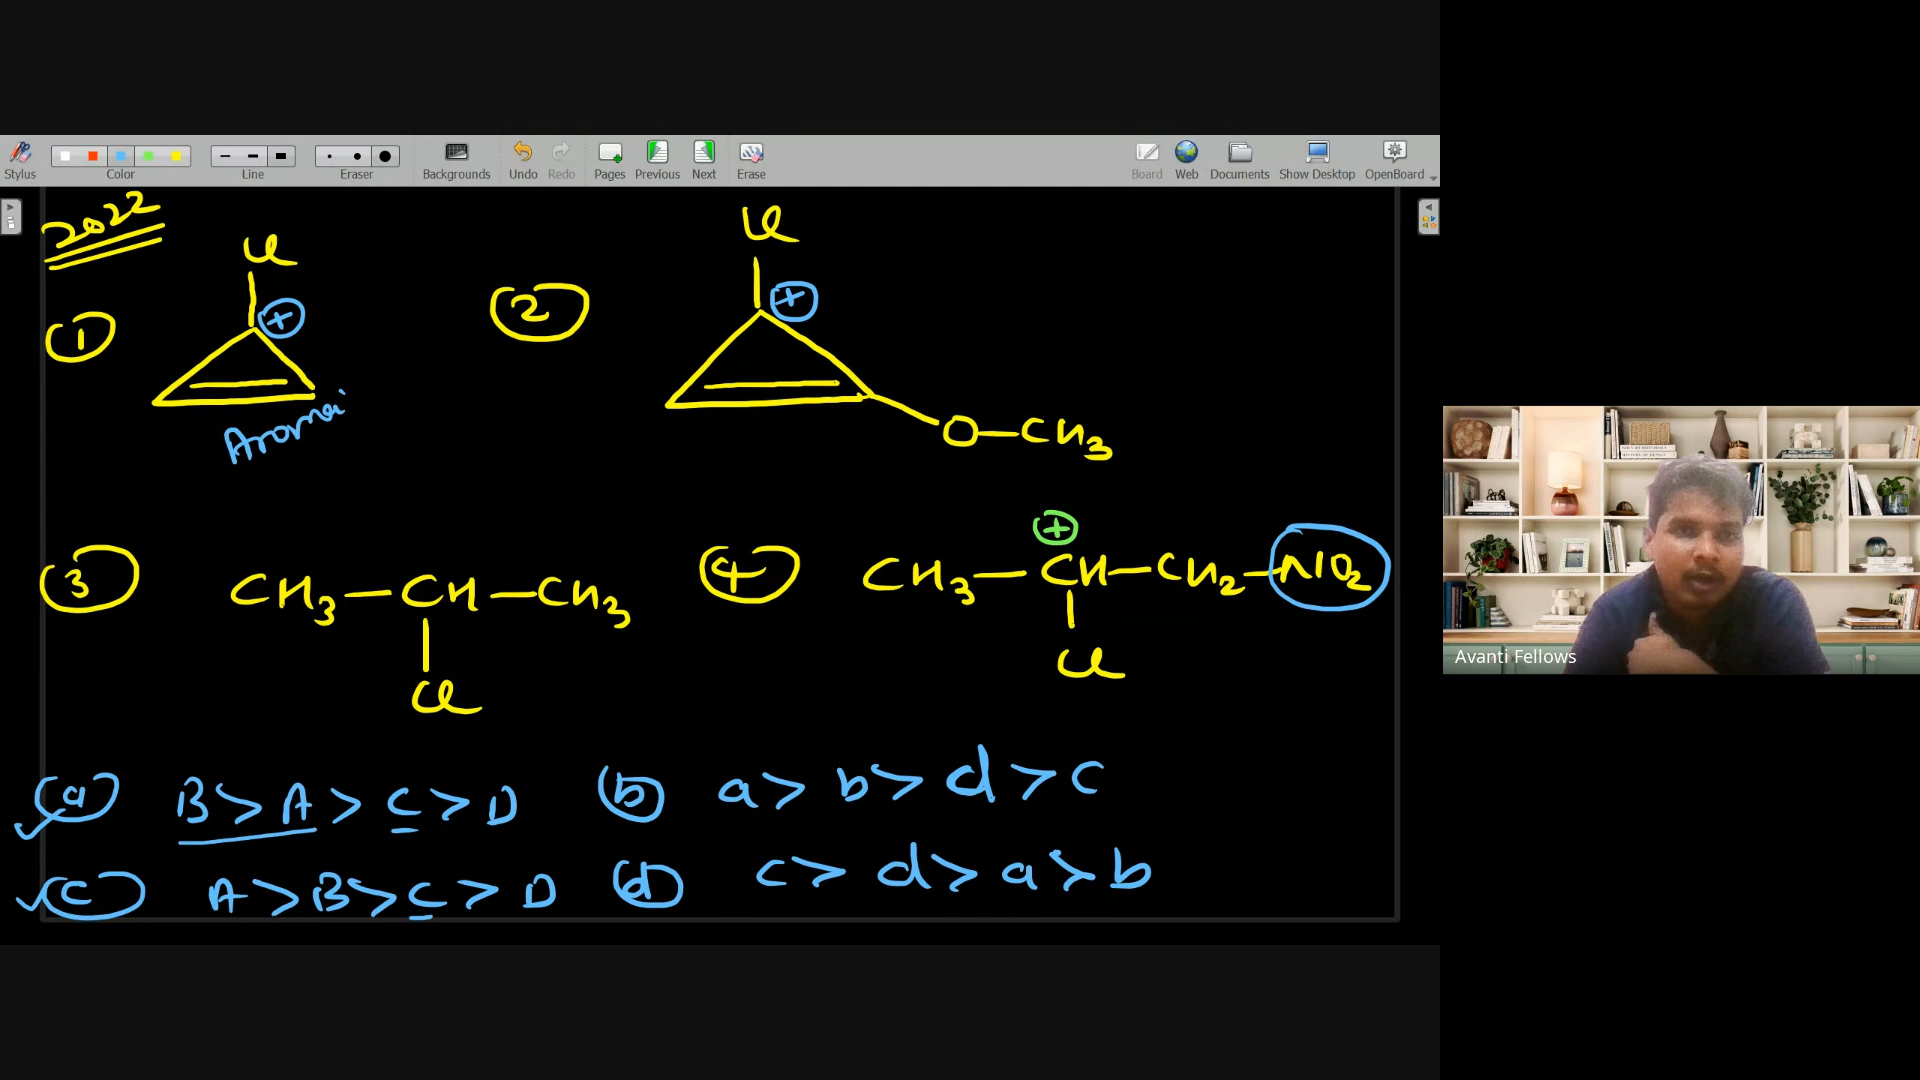 Stylus Color Line Eraser Backgrounds Undo Redo Pages Previous Next Erase Board Web Documents Show Desktop OpenBoard
2022
① Cl ⊕
Aromai
② Cl ⊕
O—CH3
③ CH3—CH—CH3
Cl
④ ⊕
CH3—CH—CH2—NO2
Cl
(a) B > A > C > D (b) a > b > d > c
(c) A > B > C > D (d) c > d > a > b
Avanti Fellows